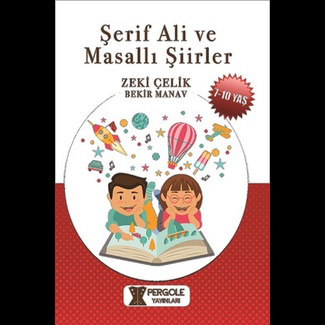 Şerif Ali ve
Masallı Şiirler
ZEKİ ÇELİK
BEKİR MANAV
7-10 YAŞ
PERGOLE
YAYINLARI